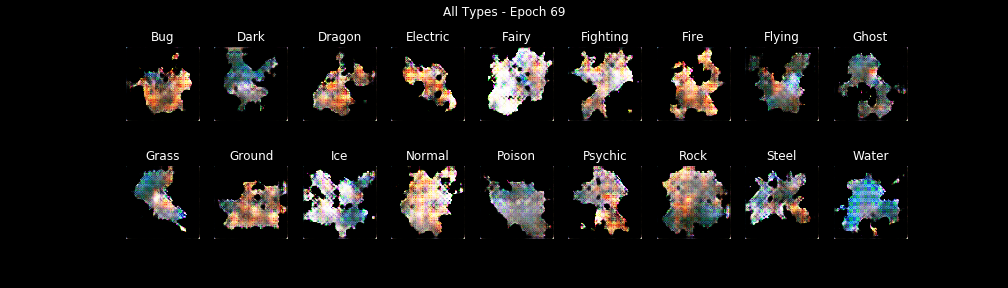 All Types - Epoch 69
Bug Dark Dragon Electric Fairy Fighting Fire Flying Ghost
Grass Ground Ice Normal Poison Psychic Rock Steel Water